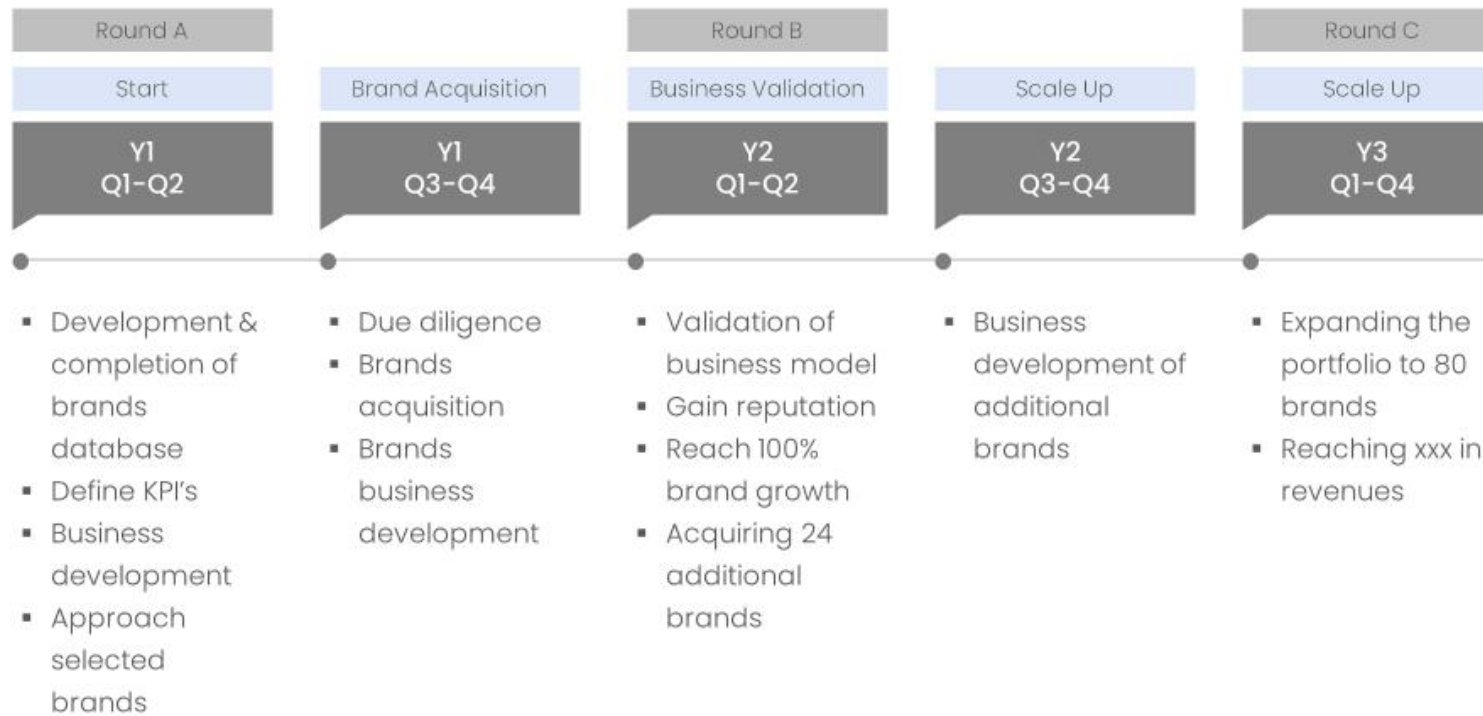 Round A
Start
Y1
Q1-Q2
Development &
completion of
brands
database
Define KPI's
Business
development
Approach
selected
brands
Brand Acquisition
Y1
Q3-Q4
Due diligence
Brands
acquisition
Brands
business
development
Round B
Business Validation
Y2
Q1-Q2
Validation of
business model
Gain reputation
Reach 100%
brand growth
Acquiring 24
additional
brands
Scale Up
Y2
Q3-Q4
Business
development of
additional
brands
Round C
Scale Up
Y3
Q1-Q4
Expanding the
portfolio to 80
brands
Reaching xxx in
revenues